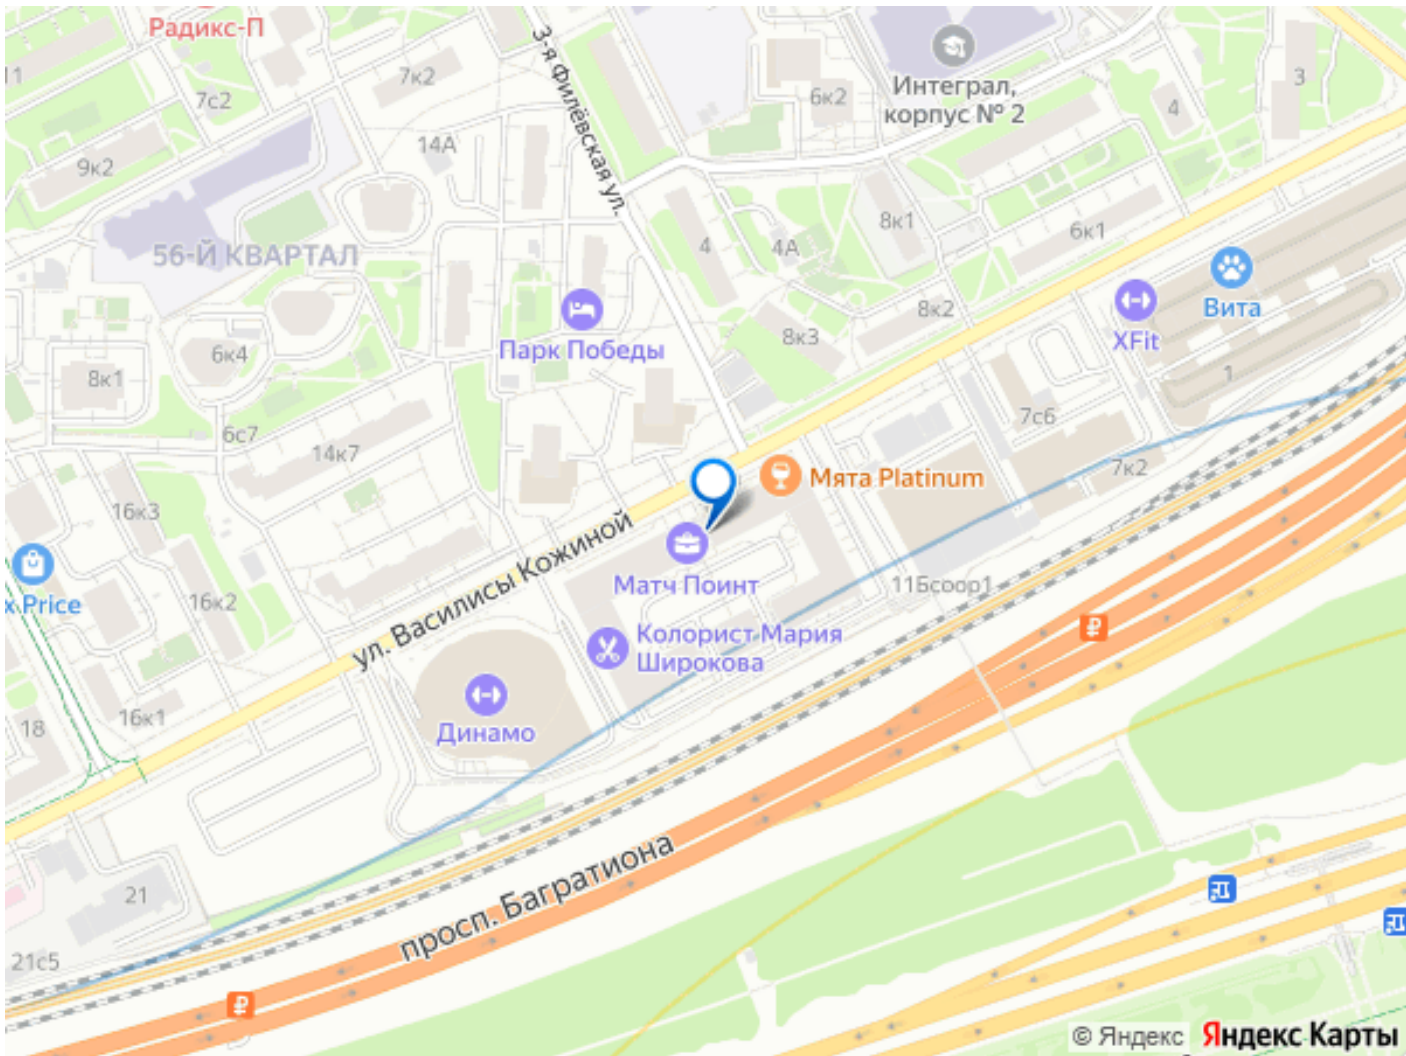 Радикс-П
11
7к2
7с2
3-я Филёвская ул.
6к2
Интеграл,
корпус № 2
3
4
14А
9к2
56-Й КВАРТАЛ
4
4А
8к1
6к1
Вита
XFit
Парк Победы
8к3
8к2
6к4
8к1
1
6с7
14к7
7с6
7к2
Мята Platinum
16к3
ул. Василисы Кожиной
Матч Поинт
11Бсоор1
x Price
16к2
Колорист Мария
Широкова
Динамо
16к1
18
просп. Багратиона
21
21с5
© Яндекс Яндекс Карты